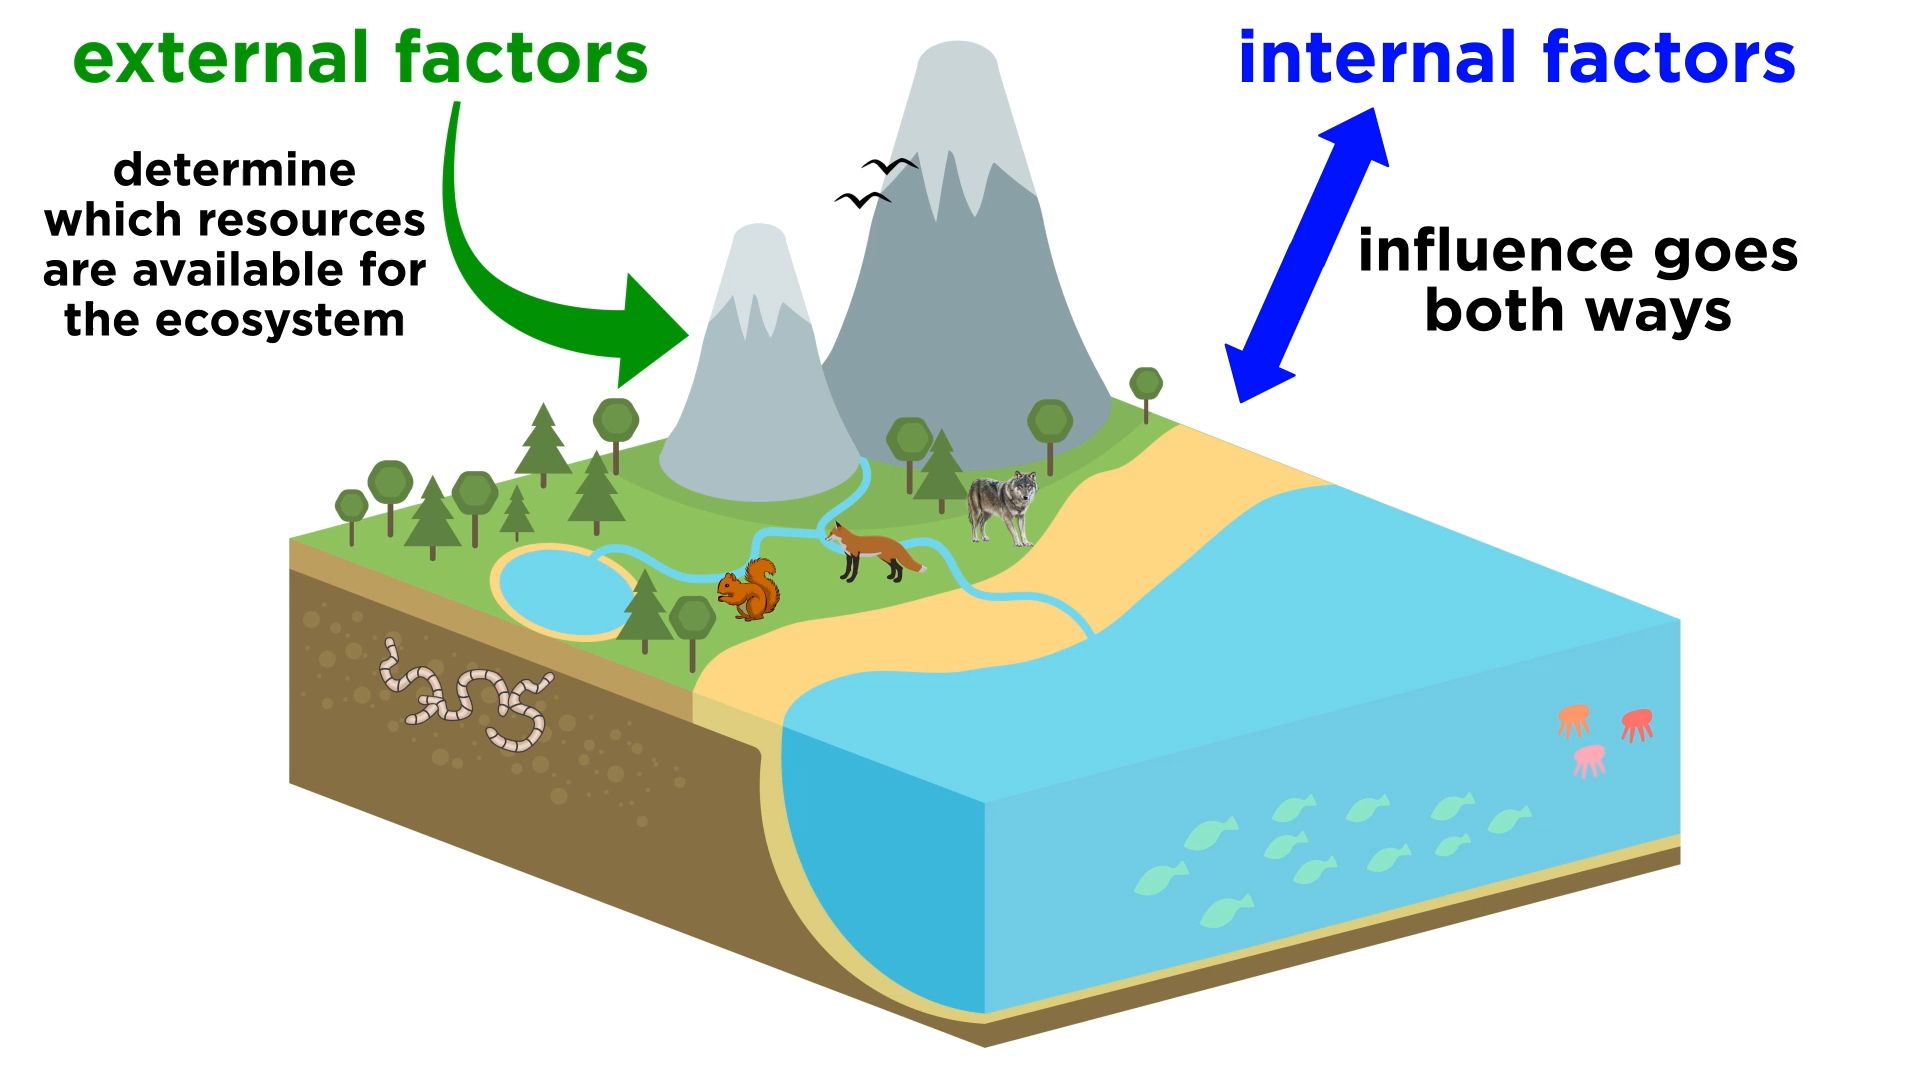 external factors
determine
which resources
are available for
the ecosystem
internal factors
influence goes
both ways